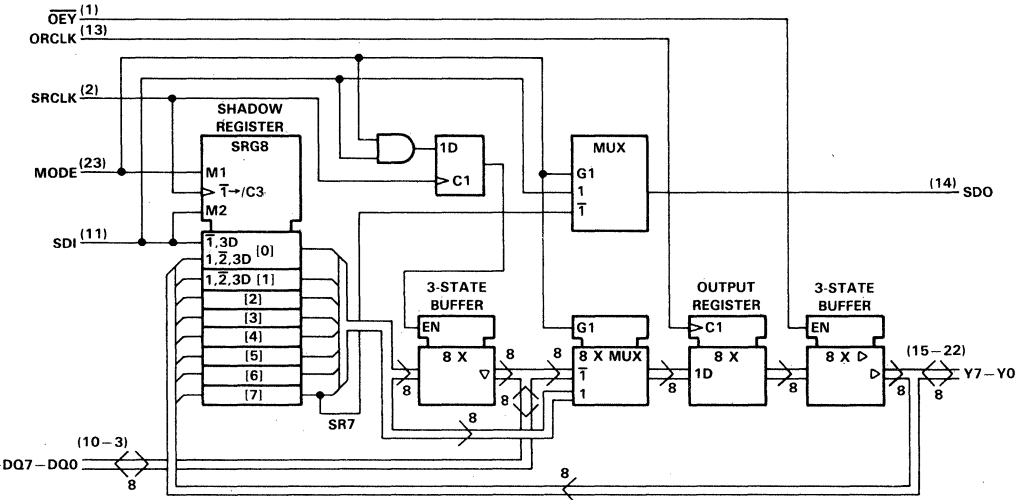 OEY (1)
ORCLK (13)
SRCLK (2)
SHADOW
REGISTER
SRG8
MODE (23)
M1
1→/C3
M2
SDI (11)
1,3D
1,2,3D
[0]
1,2,3D [1]
[2]
[3]
[4]
[5]
[6]
[7]
SR7
1D
C1
MUX
G1
1
1
(14)
SDO
3-STATE
BUFFER
EN
8 X
▽
8
8
8
8
G1
8 X MUX
1
1
8
OUTPUT
REGISTER
C1
8 X
1D
8
3-STATE
BUFFER
EN
8 X ▷
▷
8
(15–22)
Y7–Y0
8
(10–3)
DQ7–DQ0
8
8